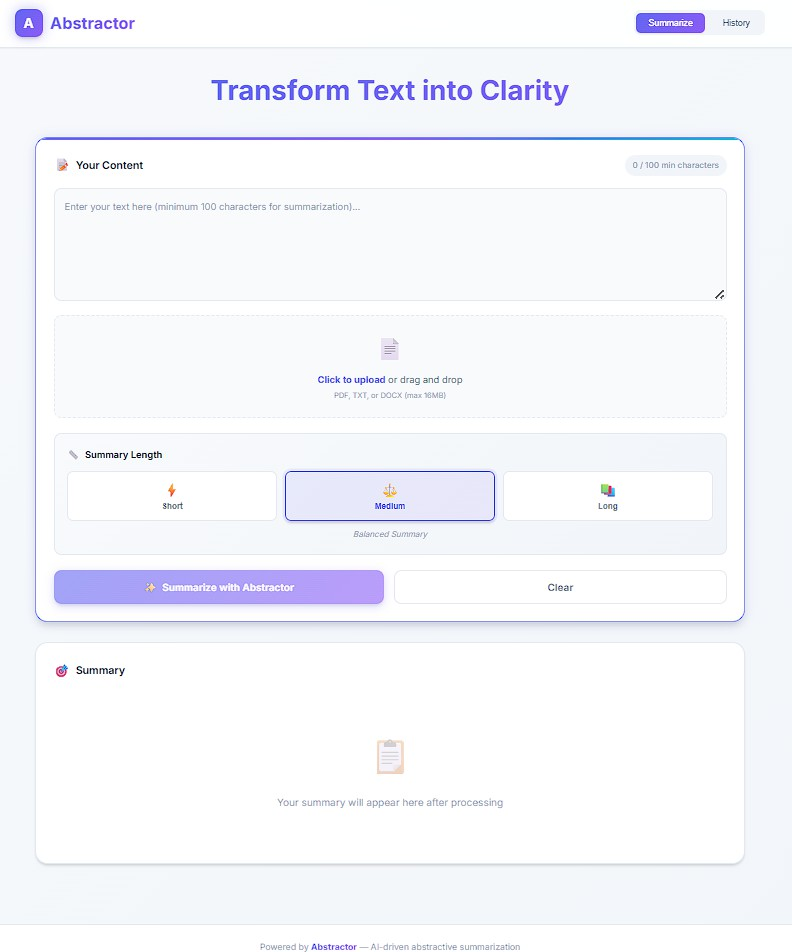 A Abstractor
Summarize History
Transform Text into Clarity
Your Content
0 / 100 min characters
Enter your text here (minimum 100 characters for summarization)...
Click to upload or drag and drop
PDF, TXT, or DOCX (max 16MB)
Summary Length
Short
Medium
Long
Balanced Summary
Summarize with Abstractor
Clear
Summary
Your summary will appear here after processing
Powered by Abstractor — AI-driven abstractive summarization